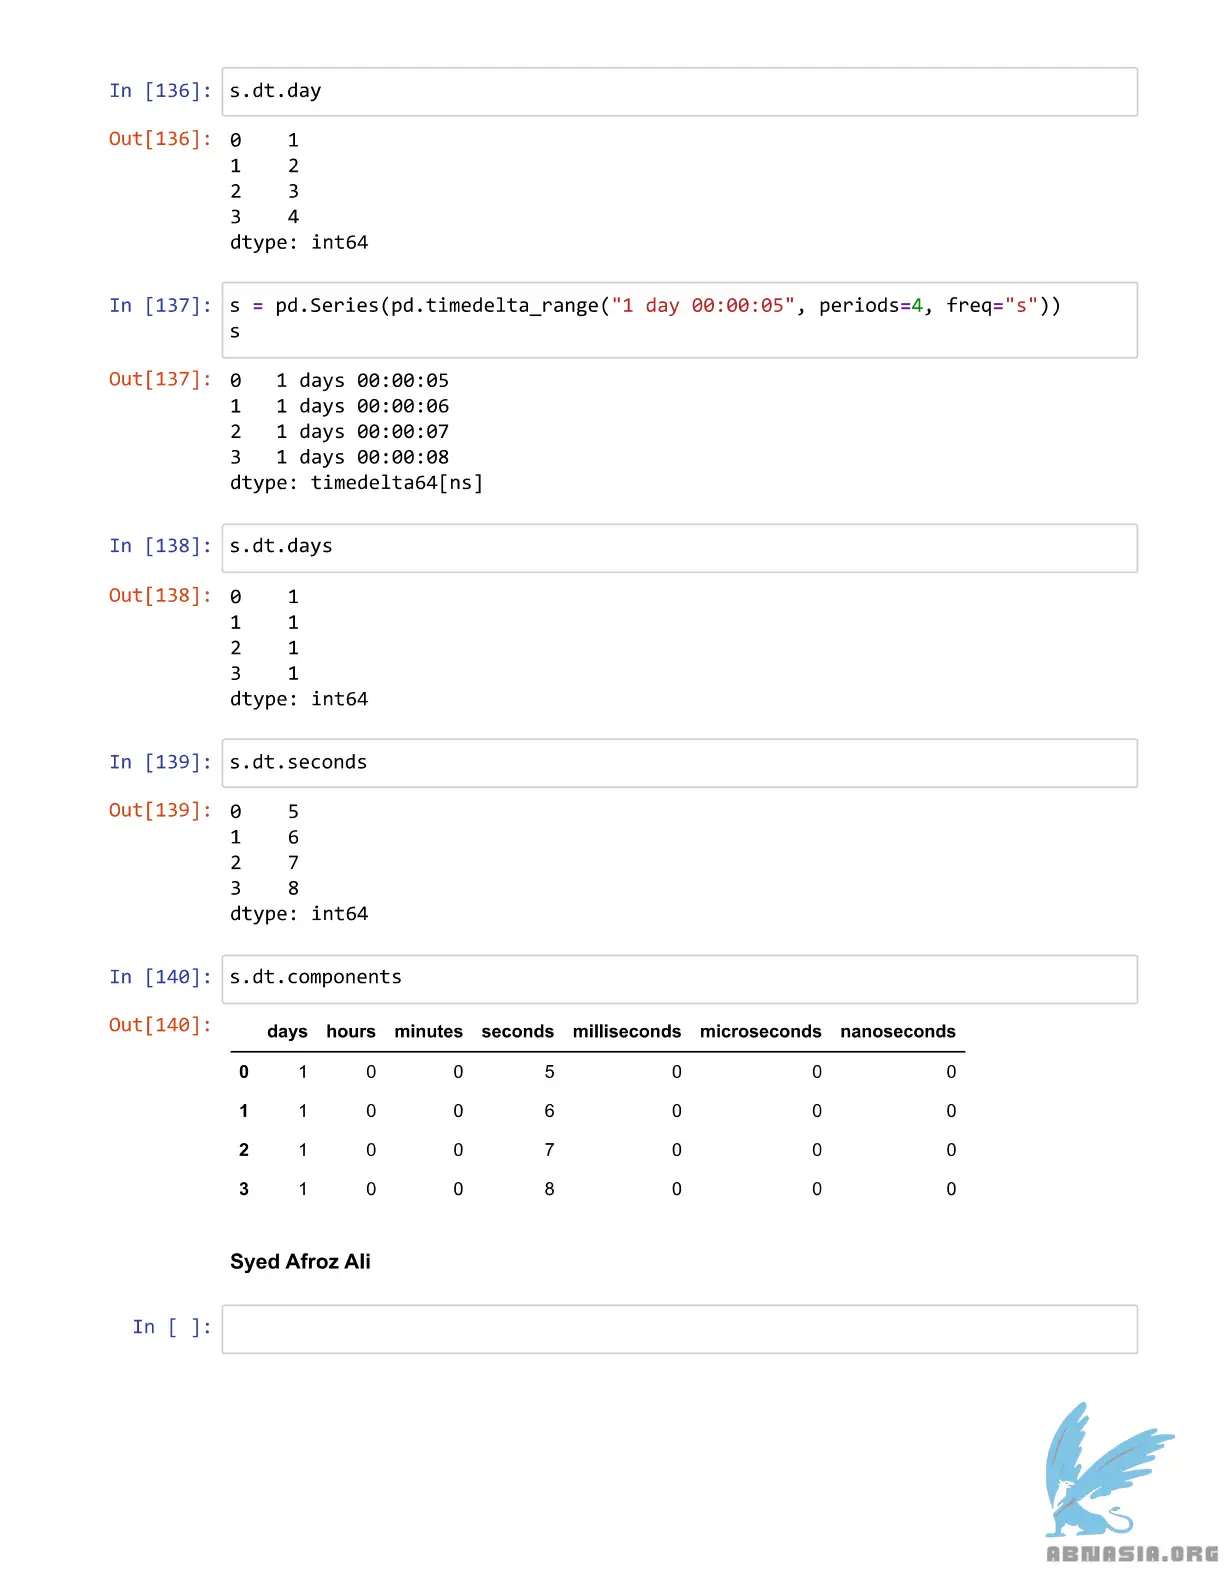 In [136]: s.dt.day
Out[136]: 0    1
1    2
2    3
3    4
dtype: int64
In [137]: s = pd.Series(pd.timedelta_range("1 day 00:00:05", periods=4, freq="s"))
s
Out[137]: 0   1 days 00:00:05
1   1 days 00:00:06
2   1 days 00:00:07
3   1 days 00:00:08
dtype: timedelta64[ns]
In [138]: s.dt.days
Out[138]: 0    1
1    1
2    1
3    1
dtype: int64
In [139]: s.dt.seconds
Out[139]: 0    5
1    6
2    7
3    8
dtype: int64
In [140]: s.dt.components
Out[140]: days hours minutes seconds milliseconds microseconds nanoseconds
0 1 0 0 5 0 0 0
1 1 0 0 6 0 0 0
2 1 0 0 7 0 0 0
3 1 0 0 8 0 0 0
Syed Afroz Ali
In [ ]:
ABNASIA.ORG